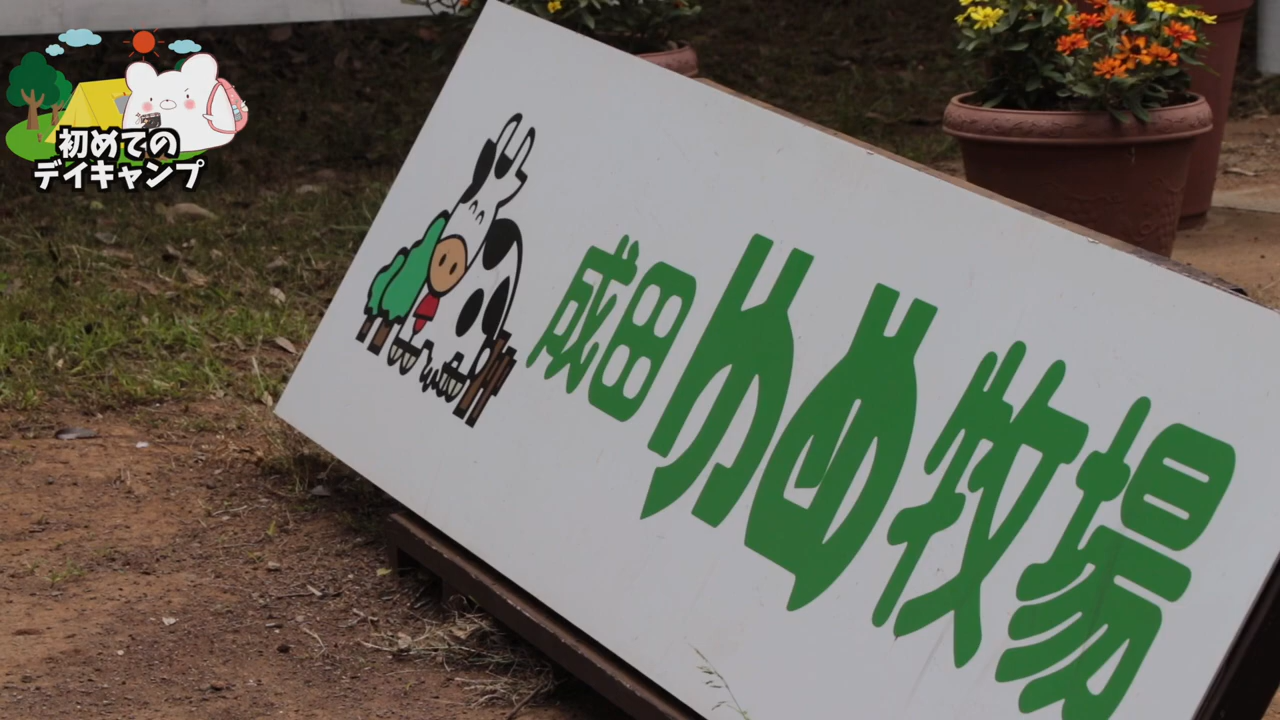 初めての
デイキャンプ
成田ゆめ牧場